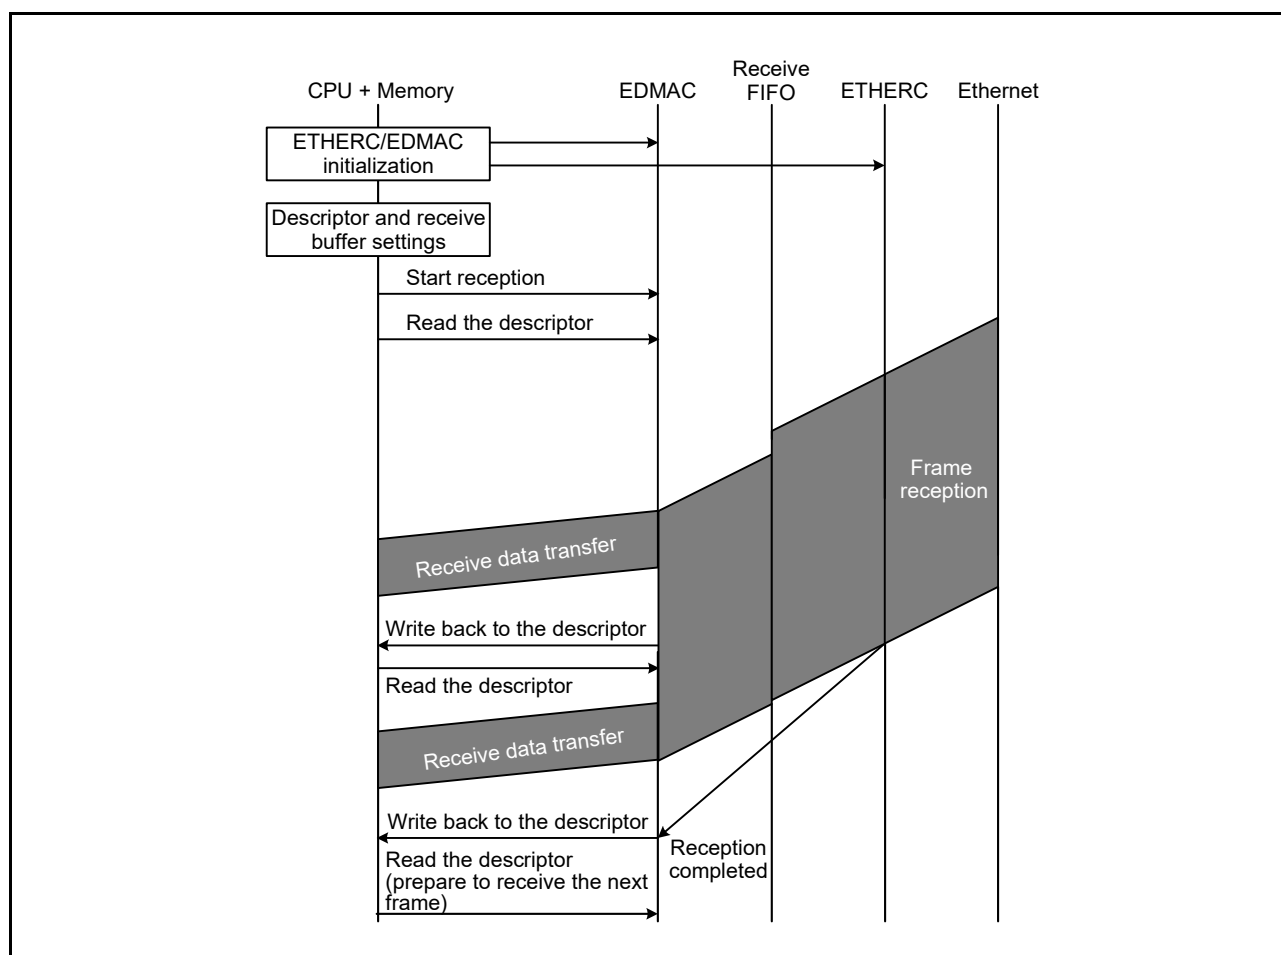 Receive
FIFO
CPU + Memory
EDMAC
ETHERC
Ethernet
ETHERC/EDMAC
initialization
Descriptor and receive
buffer settings
Start reception
Read the descriptor
Frame
reception
Receive data transfer
Write back to the descriptor
Read the descriptor
Receive data transfer
Write back to the descriptor
Reception
completed
Read the descriptor
(prepare to receive the next
frame)